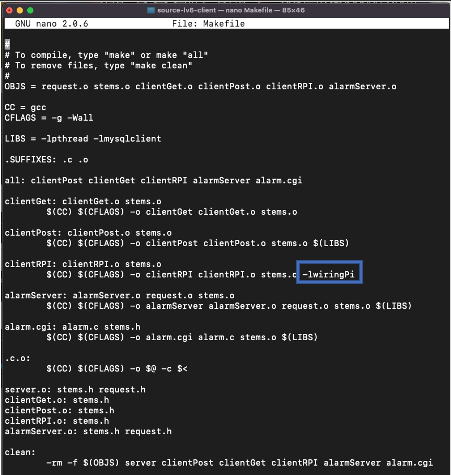 source-lv6-client — nano Makefile — 85×46
GNU nano 2.0.6 File: Makefile
#
# To compile, type "make" or make "all"
# To remove files, type "make clean"
#
OBJS = request.o stems.o clientGet.o clientPost.o clientPost.o clientRPI.o alarmServer.o
CC = gcc
CFLAGS = -g -Wall
LIBS = -lpthread -lmysqlclient
.SUFFIXES: .c .o
all: clientPost clientGet clientRPI alarmServer alarm.cgi
clientGet: clientGet.o stems.o
$(CC) $(CFLAGS) -o clientGet clientGet.o stems.o
clientPost: clientPost.o stems.o
$(CC) $(CFLAGS) -o clientPost clientPost.o stems.o $(LIBS)
clientRPI: clientRPI.o stems.o
$(CC) $(CFLAGS) -o clientRPI clientRPI.o stems.o -lwiringPi
alarmServer: alarmServer.o request.o stems.o
$(CC) $(CFLAGS) -o alarmServer alarmServer.o request.o stems.o $(LIBS)
alarm.cgi: alarm.c stems.h
$(CC) $(CFLAGS) -o alarm.cgi alarm.c stems.o $(LIBS)
.c.o:
$(CC) $(CFLAGS) -o $@ -c $<
server.o: stems.h request.h
clientGet.o: stems.h
clientPost.o: stems.h
clientRPI.o: stems.h
alarmServer.o: stems.h request.h
clean:
-rm -f $(OBJS) server clientPost clientGet clientRPI alarmServer alarm.cgi